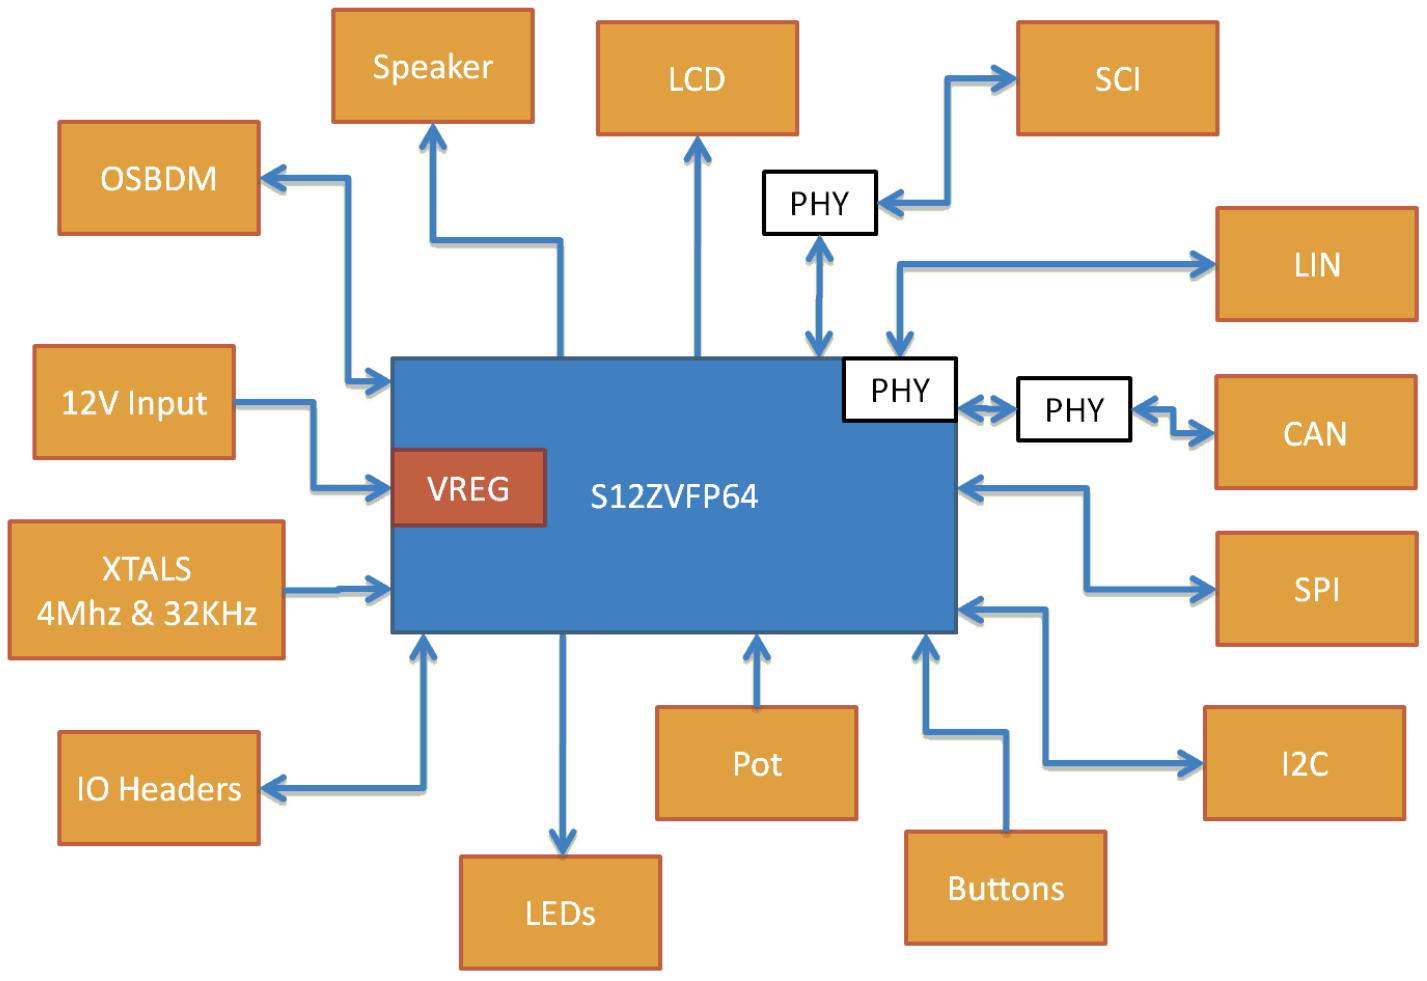 Speaker
LCD
SCI
OSBDM
PHY
LIN
12V Input
PHY
PHY
CAN
VREG
S12ZVFP64
XTALS
4Mhz & 32KHz
SPI
IO Headers
Pot
I2C
LEDs
Buttons